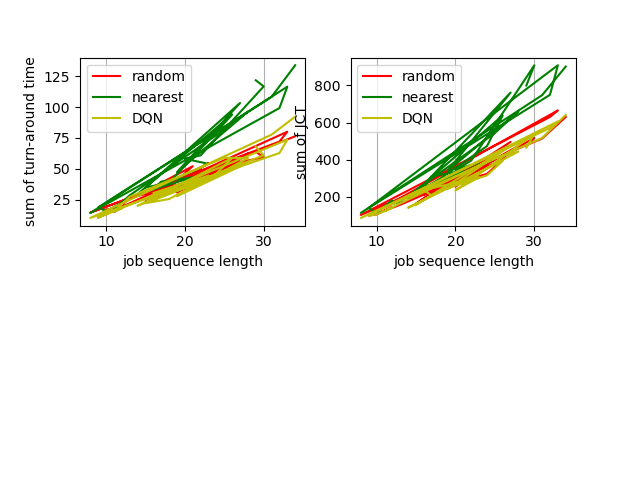 sum of turn-around time
125
100
75
50
25
random
nearest
DQN
10
20
30
job sequence length
sum of JCT
800
600
400
200
random
nearest
DQN
10
20
30
job sequence length